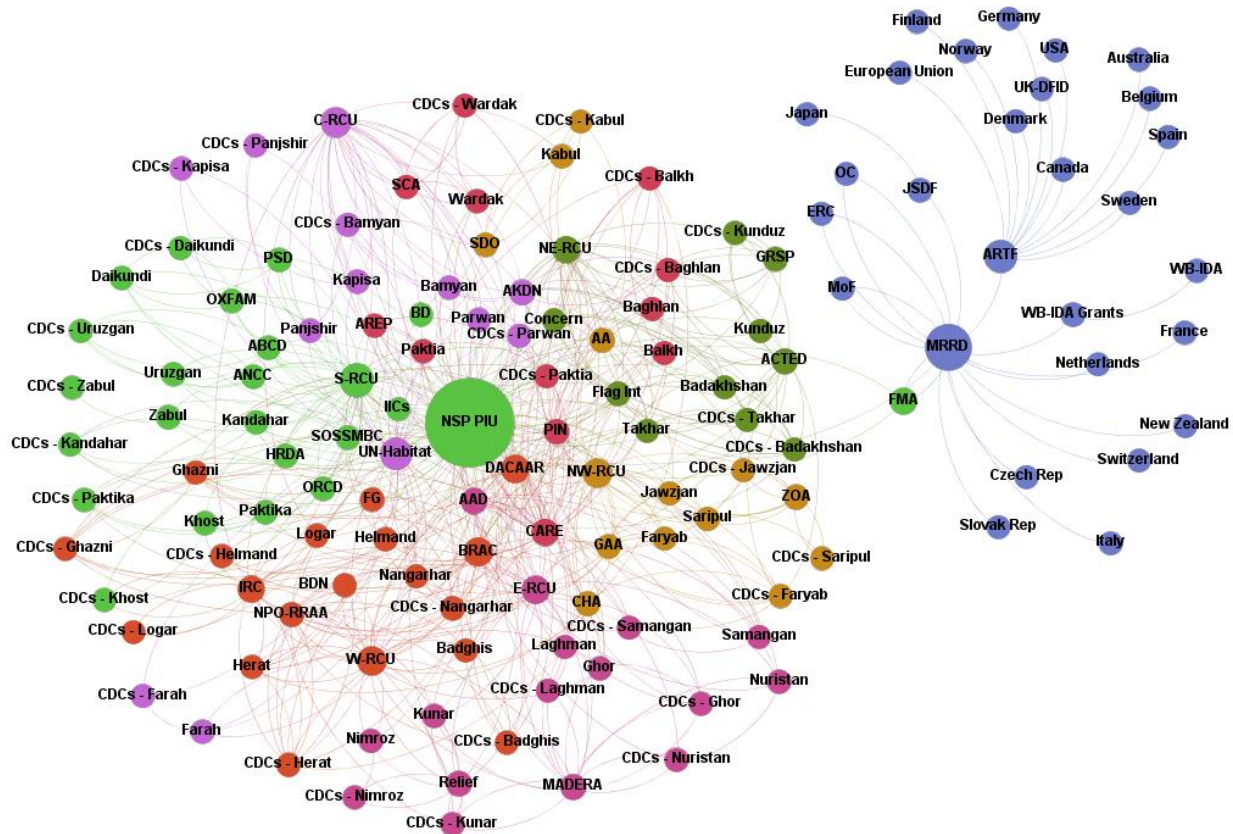 Finland
Germany
Norway
USA
Australia
European Union
UK-DFID
Belgium
Japan
Denmark
Spain
CDCs - Wardak
C-RCU
CDCs - Kabul
CDCs - Panjshir
Kabul
CDCs - Kapisa
OC
Canada
SCA
Wardak
CDCs - Balkh
JSDF
Sweden
ERC
CDCs - Bamyan
CDCs - Kunduz
CDCs - Daikundi
PSD
SDO
NE-RCU
GRSP
ARTF
CDCs - Baghlan
WB-IDA
Daikundi
Kapisa
Bamyan
AKDN
MoF
OXFAM
Baghlan
WB-IDA Grants
CDCs - Uruzgan
Panjshir
AREP
BD
Parwan
Concern
CDCs - Parwan
Kunduz
France
ABCD
AA
MRRD
Paktia
Balkh
ACTED
Netherlands
CDCs - Zabul
Uruzgan
ANCC
S-RCU
CDCs - Paktia
Flag Int
Badakhshan
FMA
Zabul
Kandahar
IICs
NSP PIU
CDCs - Takhar
New Zealand
CDCs - Kandahar
SOSSMBC
PIN
Takhar
UN-Habitat
CDCs - Badakhshan
HRDA
Switzerland
Ghazni
DACAAR
NW-RCU
CDCs - Jawzjan
Czech Rep
ORCD
CDCs - Paktika
FG
AAD
Jawzjan
ZOA
Khost
Paktika
Saripul
Slovak Rep
CDCs - Ghazni
Logar
Helmand
CARE
Faryab
Italy
CDCs - Helmand
BRAC
GAA
CDCs - Saripul
IRC
BDN
Nangarhar
E-RCU
CDCs - Khost
CDCs - Faryab
NPO-RRAA
CDCs - Nangarhar
CHA
CDCs - Logar
CDCs - Samangan
Samangan
Laghman
Badghis
Herat
W-RCU
Ghor
Nuristan
CDCs - Farah
CDCs - Laghman
CDCs - Ghor
Farah
Kunar
Nimroz
CDCs - Badghis
CDCs - Herat
CDCs - Nuristan
Relief
MADERA
CDCs - Nimroz
CDCs - Kunar